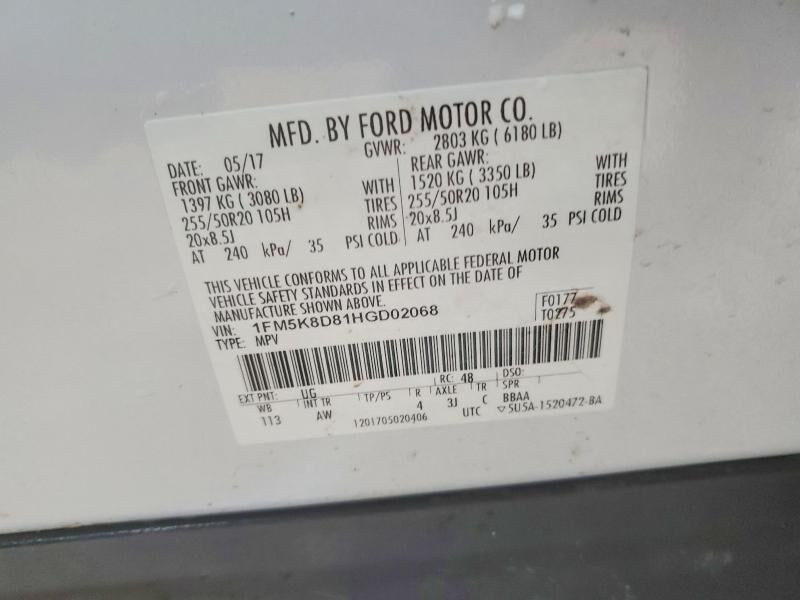 MFD. BY FORD MOTOR CO.
DATE: 05/17 GVWR: 2803 KG ( 6180 LB)
FRONT GAWR: REAR GAWR: WITH
1397 KG ( 3080 LB) WITH 1520 KG ( 3350 LB) TIRES
255/50R20 105H TIRES 255/50R20 105H RIMS
20x8.5J RIMS 20x8.5J
AT 240 kPa/ 35 PSI COLD AT 240 kPa/ 35 PSI COLD
THIS VEHICLE CONFORMS TO ALL APPLICABLE FEDERAL MOTOR
VEHICLE SAFETY STANDARDS IN EFFECT ON THE DATE OF
MANUFACTURE SHOWN ABOVE.
VIN: 1FM5K8D81HGD02068 F0177
TYPE: MPV T0275
EXT PNT: UG RC: 48 DSO:
WB INT TR TP/PS R AXLE TR SPR
113 AW 4 3J C BBAA
1201705020406 UTC ▽5U5A-1520472-BA